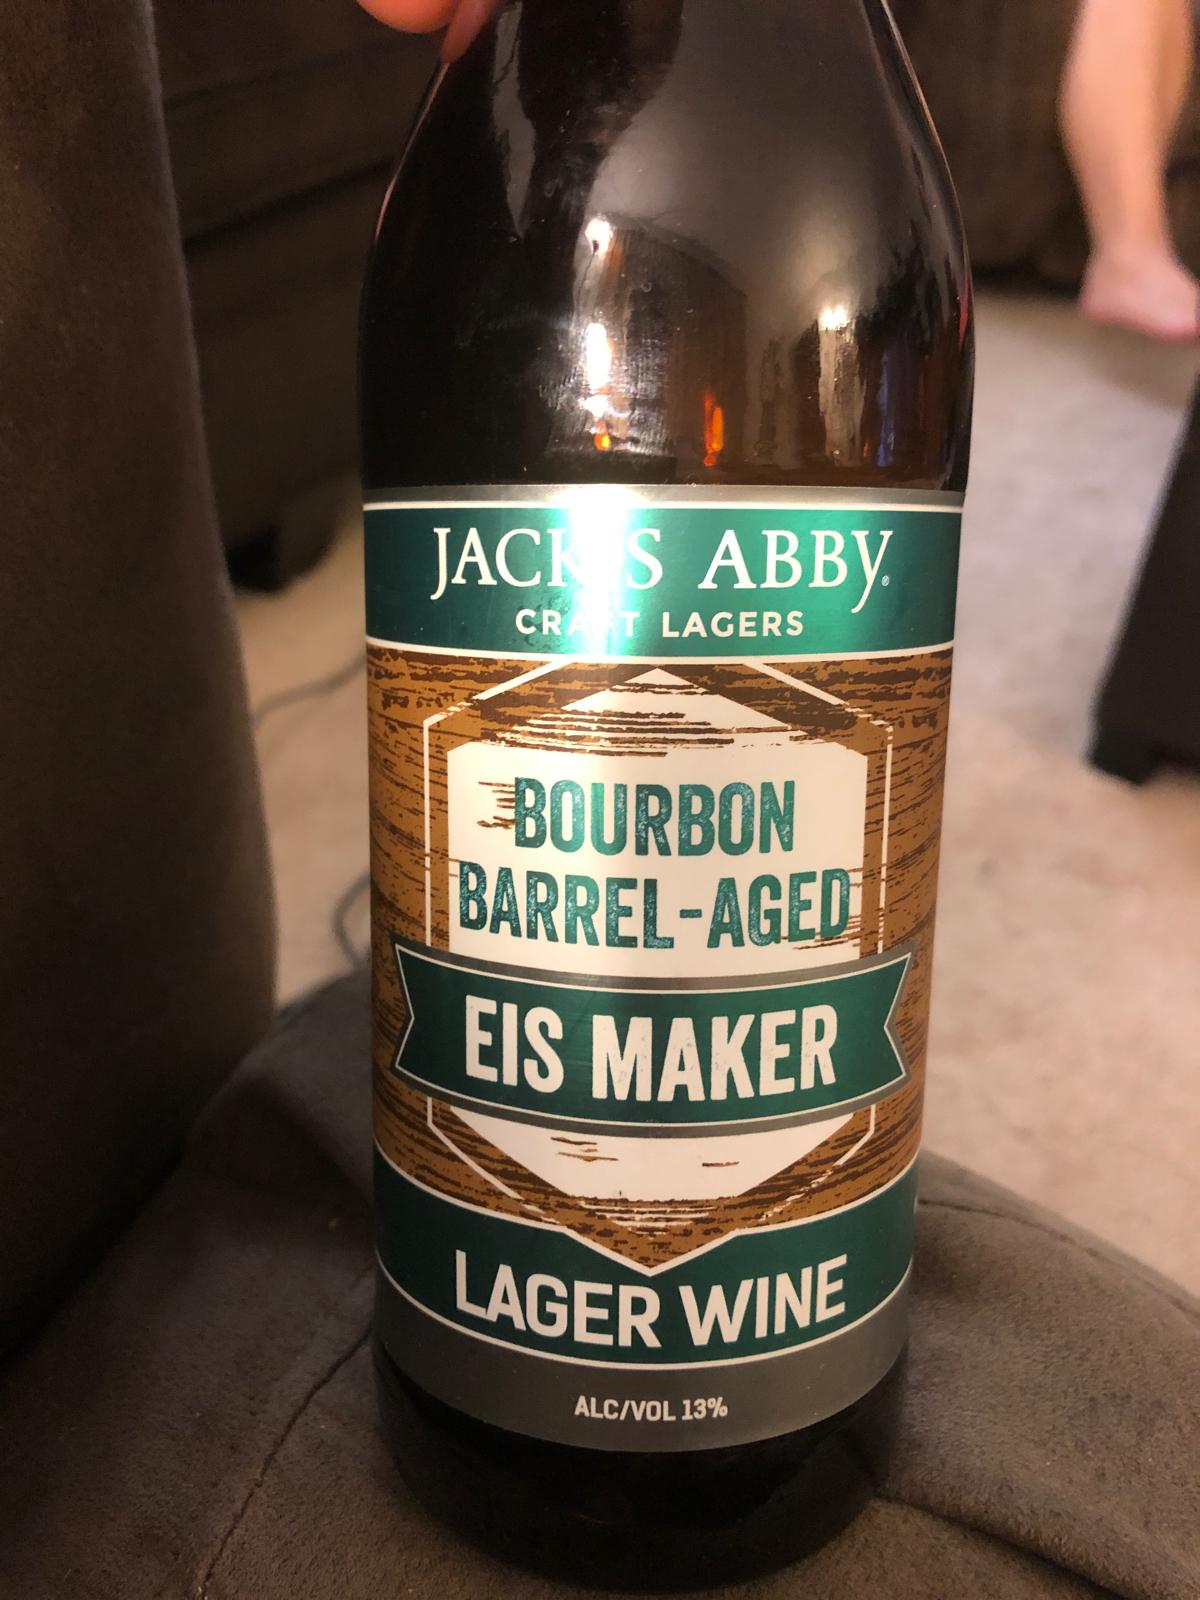 JACK'S ABBY®
CRAFT LAGERS
BOURBON
BARREL-AGED
EIS MAKER
LAGER WINE
ALC/VOL 13%